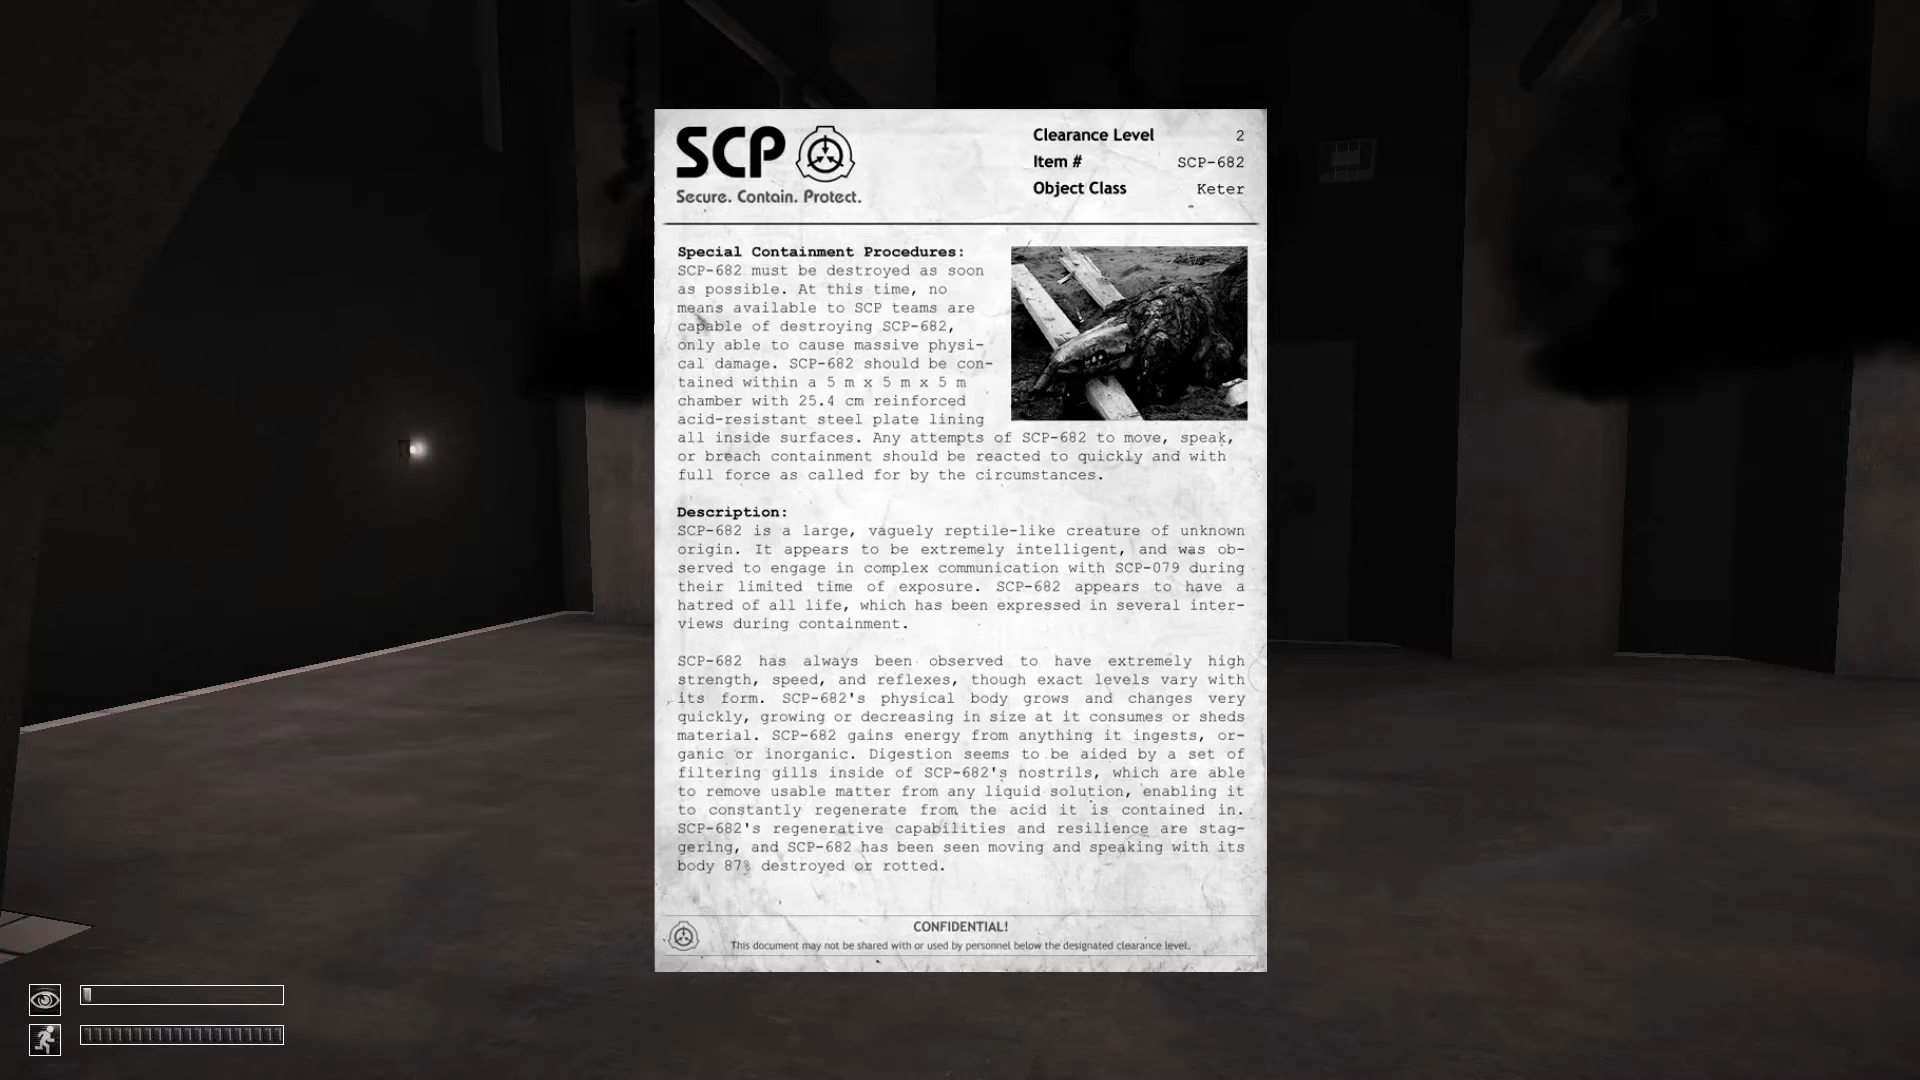 SCP
Secure. Contain. Protect.
Clearance Level 2
Item # SCP-682
Object Class Keter
Special Containment Procedures:
SCP-682 must be destroyed as soon
as possible. At this time, no
means available to SCP teams are
capable of destroying SCP-682,
only able to cause massive physi-
cal damage. SCP-682 should be con-
tained within a 5 m x 5 m x 5 m
chamber with 25.4 cm reinforced
acid-resistant steel plate lining
all inside surfaces. Any attempts of SCP-682 to move, speak,
or breach containment should be reacted to quickly and with
full force as called for by the circumstances.
Description:
SCP-682 is a large, vaguely reptile-like creature of unknown
origin. It appears to be extremely intelligent, and was ob-
served to engage in complex communication with SCP-079 during
their limited time of exposure. SCP-682 appears to have a
hatred of all life, which has been expressed in several inter-
views during containment.
SCP-682 has always been observed to have extremely high
strength, speed, and reflexes, though exact levels vary with
its form. SCP-682's physical body grows and changes very
quickly, growing or decreasing in size at it consumes or sheds
material. SCP-682 gains energy from anything it ingests, or-
ganic or inorganic. Digestion seems to be aided by a set of
filtering gills inside of SCP-682's nostrils, which are able
to remove usable matter from any liquid solution, enabling it
to constantly regenerate from the acid it is contained in.
SCP-682's regenerative capabilities and resilience are stag-
gering, and SCP-682 has been seen moving and speaking with its
body 87% destroyed or rotted.
CONFIDENTIAL!
This document may not be shared with or used by personnel below the designated clearance level.